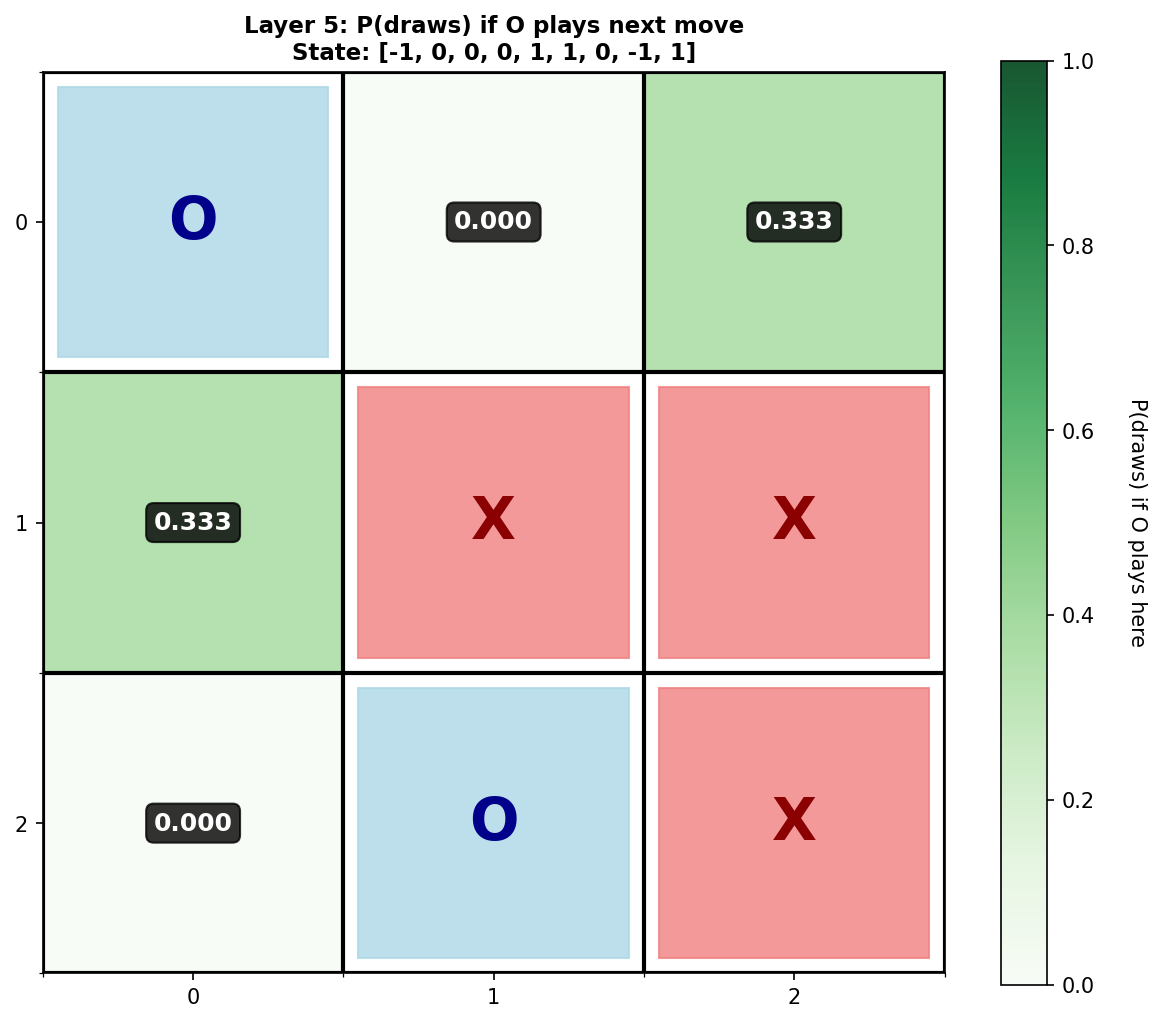 Layer 5: P(draws) if O plays next move
State: [-1, 0, 0, 0, 1, 1, 0, -1, 1]
0
O
0.000
0.333
1
0.333
X
X
2
0.000
O
X
0
1
2
1.0
0.8
0.6
0.4
0.2
0.0
P(draws) if O plays here